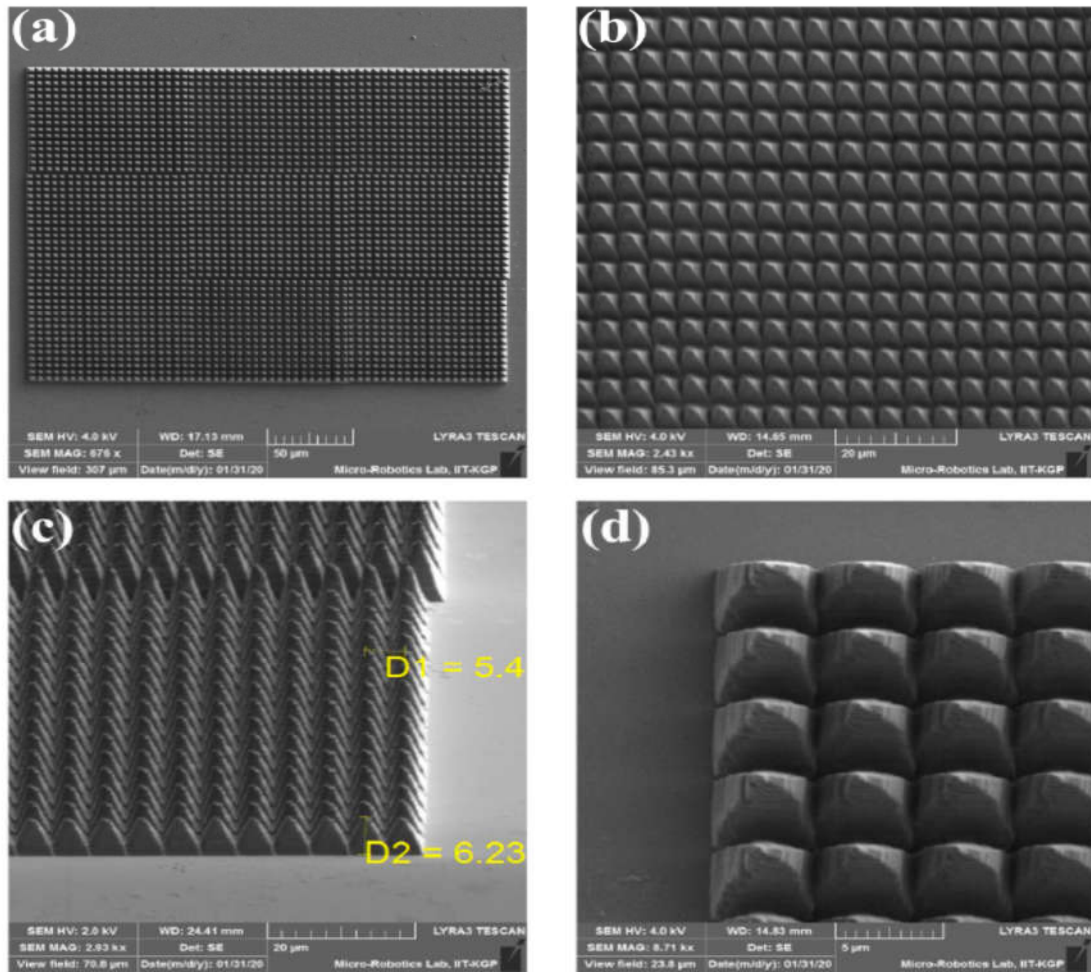 (a)
SEM HV: 4.0 kV WD: 17.13 mm LYRA3 TESCAN
SEM MAG: 676 x Det: SE 50 µm
View field: 307 µm Date(m/d/y): 01/31/20 Micro-Robotics Lab, IIT-KGP
(b)
SEM HV: 4.0 kV WD: 14.85 mm LYRA3 TESCAN
SEM MAG: 2.43 kx Det: SE 20 µm
View field: 85.3 µm Date(m/d/y): 01/31/20 Micro-Robotics Lab, IIT-KGP
(c)
D1 = 5.4
D2 = 6.23
SEM HV: 2.0 kV WD: 24.41 mm LYRA3 TESCAN
SEM MAG: 2.93 kx Det: SE 20 µm
View field: 70.8 µm Date(m/d/y): 01/31/20 Micro-Robotics Lab, IIT-KGP
(d)
SEM HV: 4.0 kV WD: 14.83 mm LYRA3 TESCAN
SEM MAG: 8.71 kx Det: SE 5 µm
View field: 23.8 µm Date(m/d/y): 01/31/20 Micro-Robotics Lab, IIT-KGP